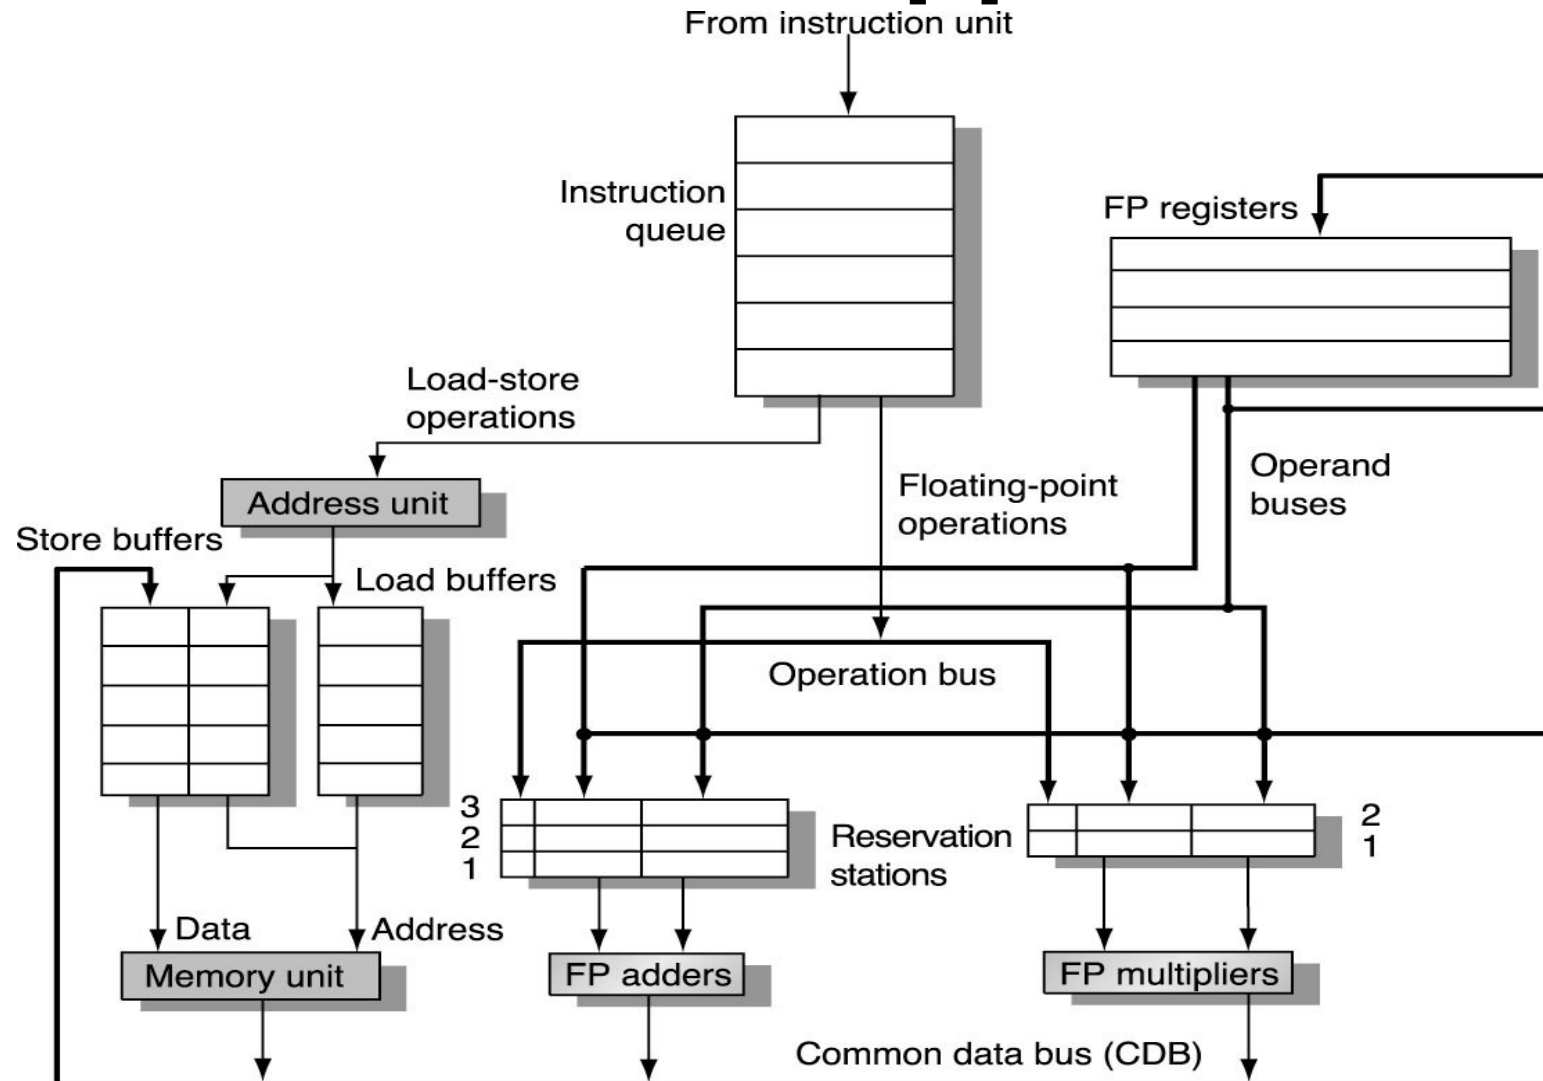 From instruction unit
Instruction
queue
FP registers
Load-store
operations
Address unit
Floating-point
operations
Operand
buses
Store buffers
Load buffers
Operation bus
3
2
1
Reservation
stations
2
1
Data
Address
Memory unit
FP adders
FP multipliers
Common data bus (CDB)